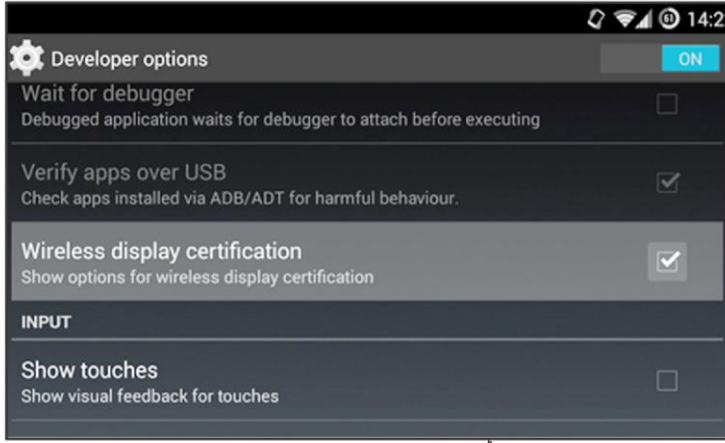 61 14:2
Developer options ON
Wait for debugger
Debugged application waits for debugger to attach before executing
Verify apps over USB
Check apps installed via ADB/ADT for harmful behaviour.
Wireless display certification
Show options for wireless display certification
INPUT
Show touches
Show visual feedback for touches